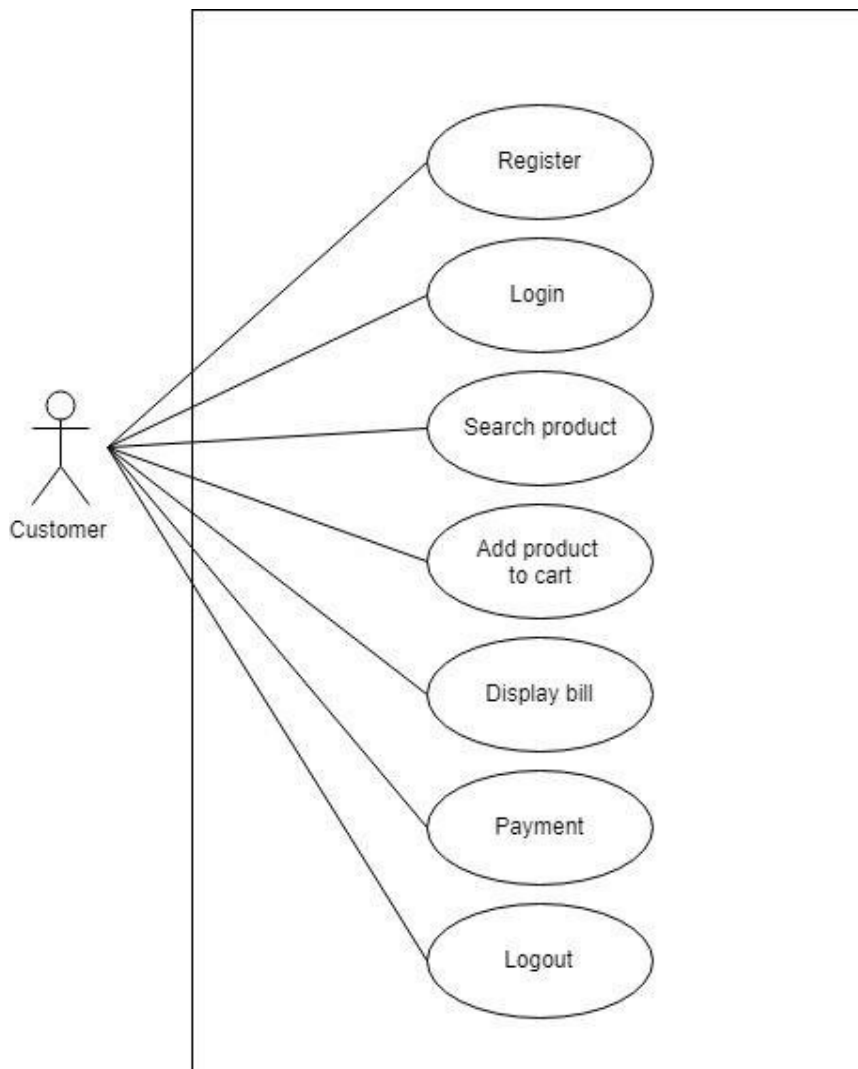 Register
Login
Search product
Customer
Add product
to cart
Display bill
Payment
Logout